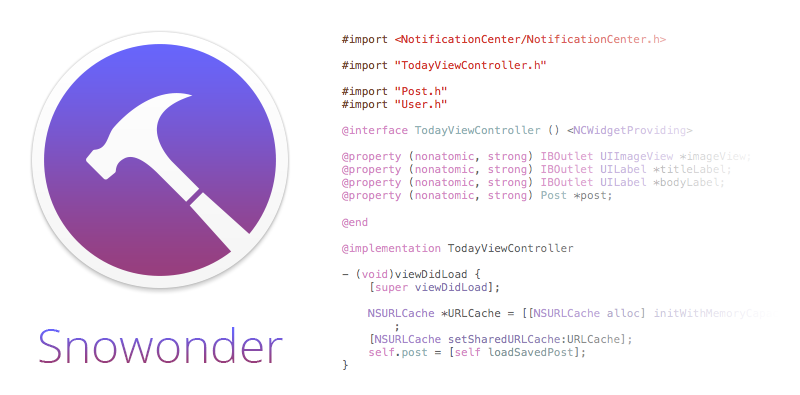 Snowonder
#import <NotificationCenter/NotificationCenter.h>
#import "TodayViewController.h"
#import "Post.h"
#import "User.h"
@interface TodayViewController () <NCWidgetProviding>
@property (nonatomic, strong) IBOutlet UIImageView *imageView;
@property (nonatomic, strong) IBOutlet UILabel *titleLabel;
@property (nonatomic, strong) IBOutlet UILabel *bodyLabel;
@property (nonatomic, strong) Post *post;
@end
@implementation TodayViewController
- (void)viewDidLoad {
[super viewDidLoad];
NSURLCache *URLCache = [[NSURLCache alloc]
;
[NSURLCache setSharedURLCache:URLCache];
self.post = [self loadSavedPost];
}